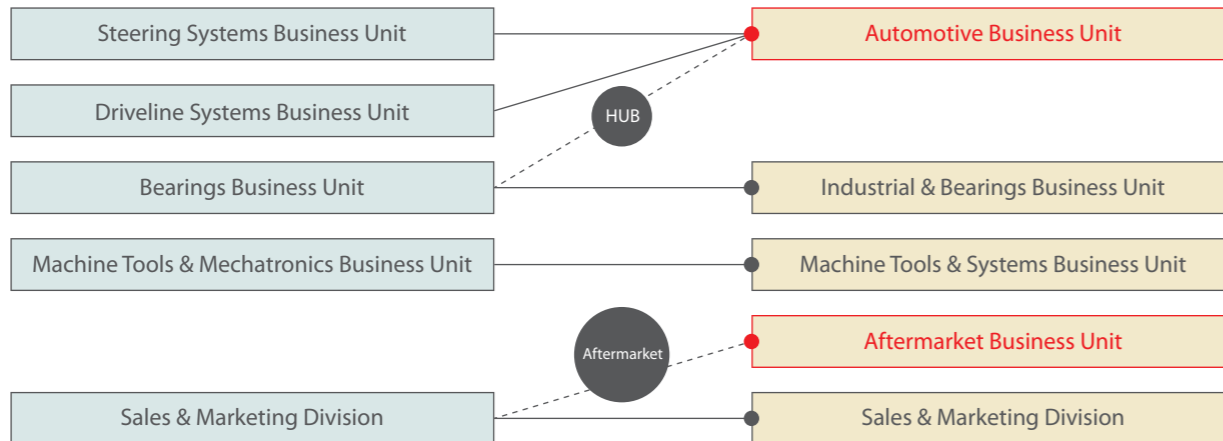 Steering Systems Business Unit
Automotive Business Unit
Driveline Systems Business Unit
HUB
Bearings Business Unit
Industrial & Bearings Business Unit
Machine Tools & Mechatronics Business Unit
Machine Tools & Systems Business Unit
Aftermarket Business Unit
Aftermarket
Sales & Marketing Division
Sales & Marketing Division